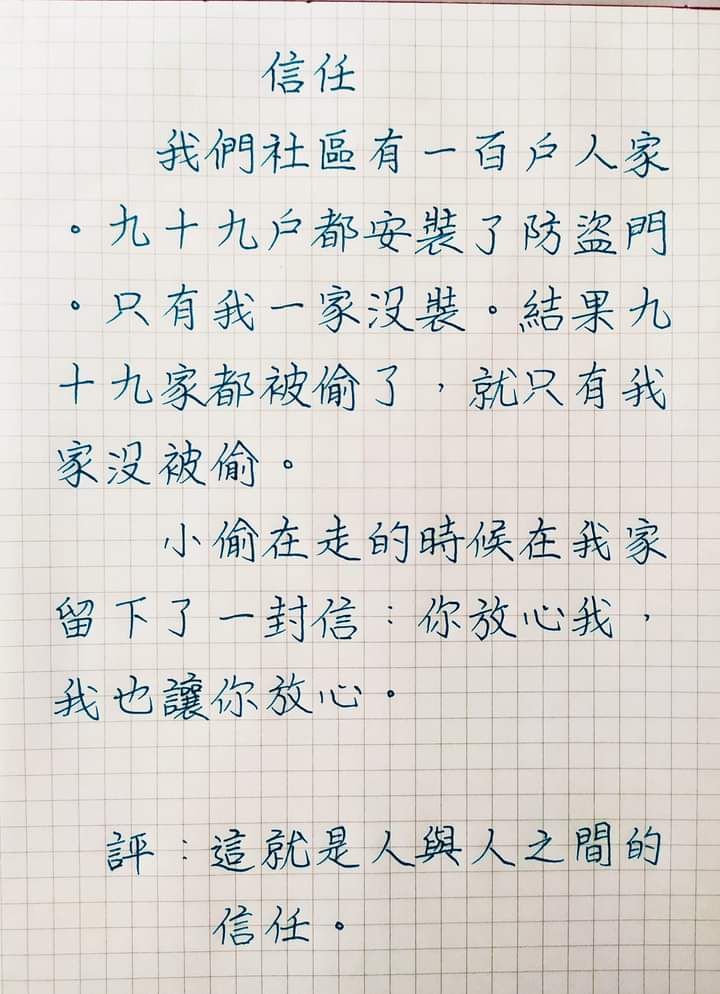 信任
我們社區有一百戶人家
。九十九戶都安裝了防盜門
。只有我一家沒裝。結果九
十九家都被偷了，就只有我
家沒被偷。
小偷在走的時候在我家
留下了一封信：你放心我，
我也讓你放心。
評：這就是人與人之間的
信任。